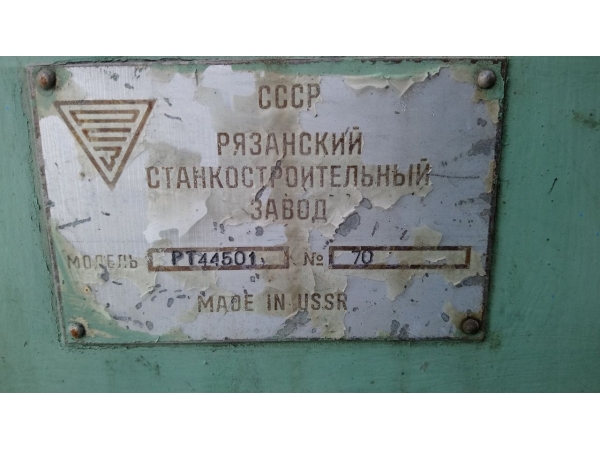 СССР
РЯЗАНСКИЙ
СТАНКОСТРОИТЕЛЬНЫЙ
ЗАВОД
МОДЕЛЬ РТ44501 № 70
MADE IN USSR